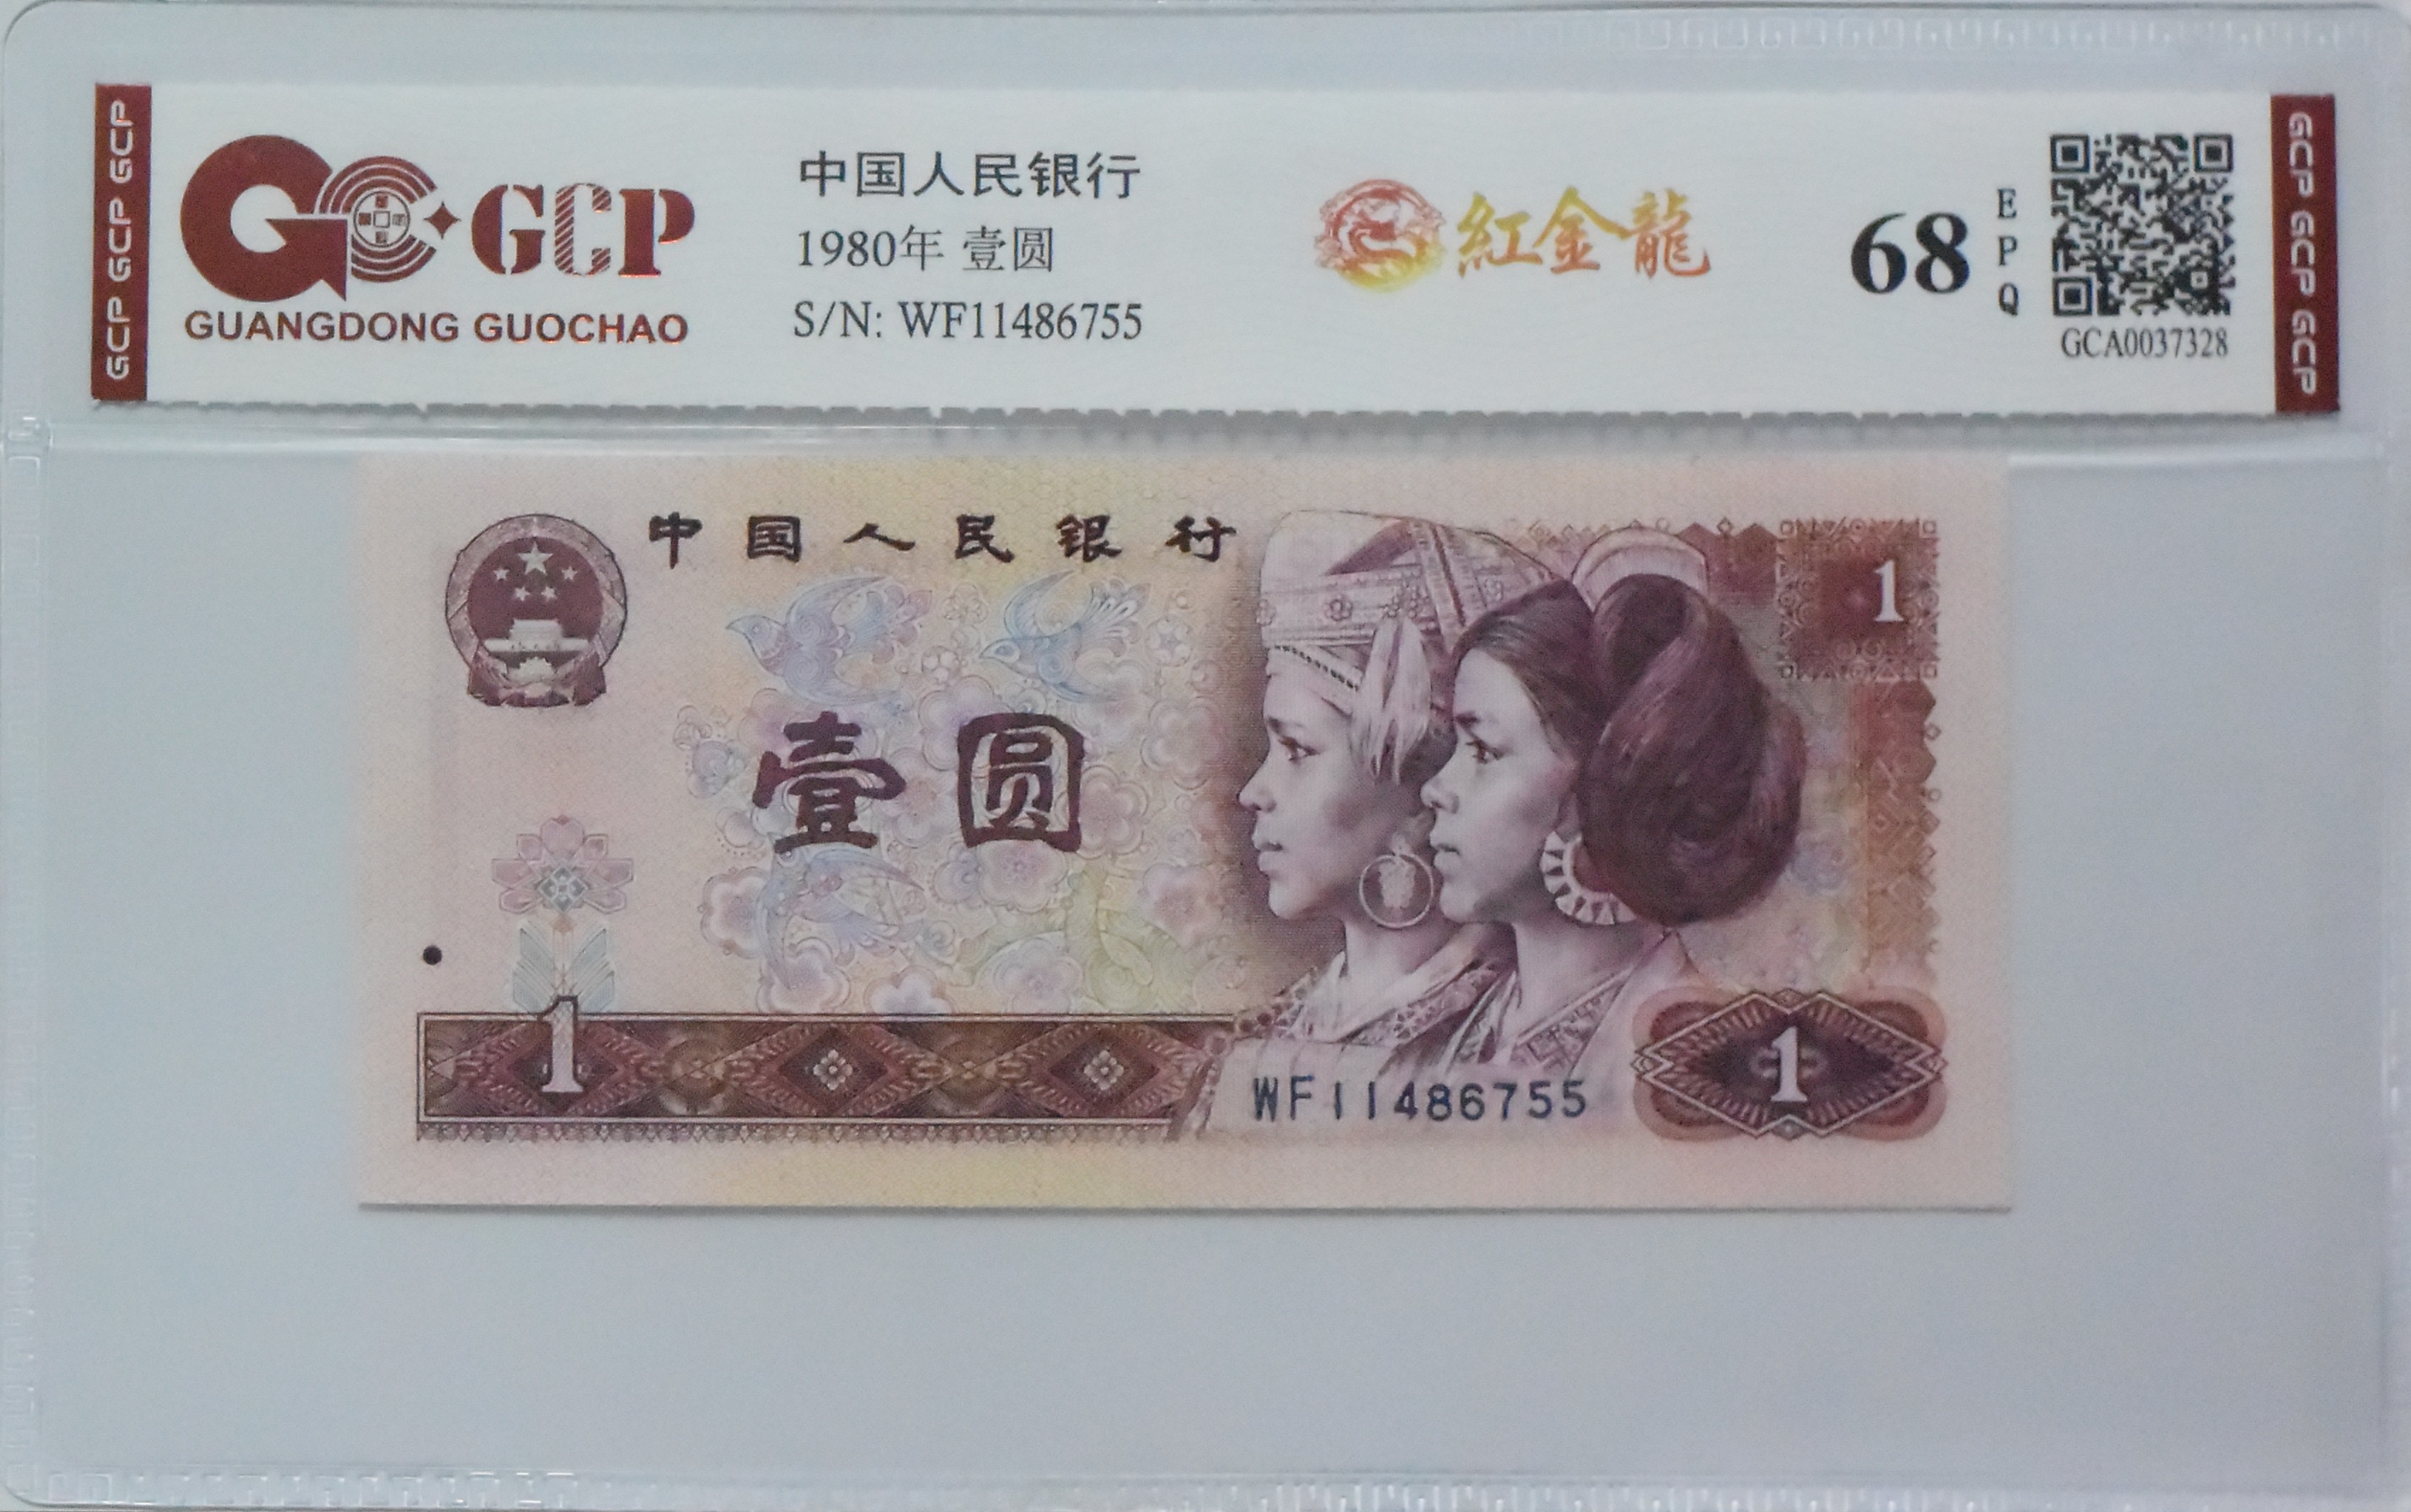 GCP GCP GCP
GCP
GUANGDONG GUOCHAO
中国人民银行
1980年 壹圆
S/N: WF11486755
紅金龍
68
EPQ
GCA0037328
GCP GCP GCP GCP
中国人民银行
1
壹圆
1
WF11486755
1